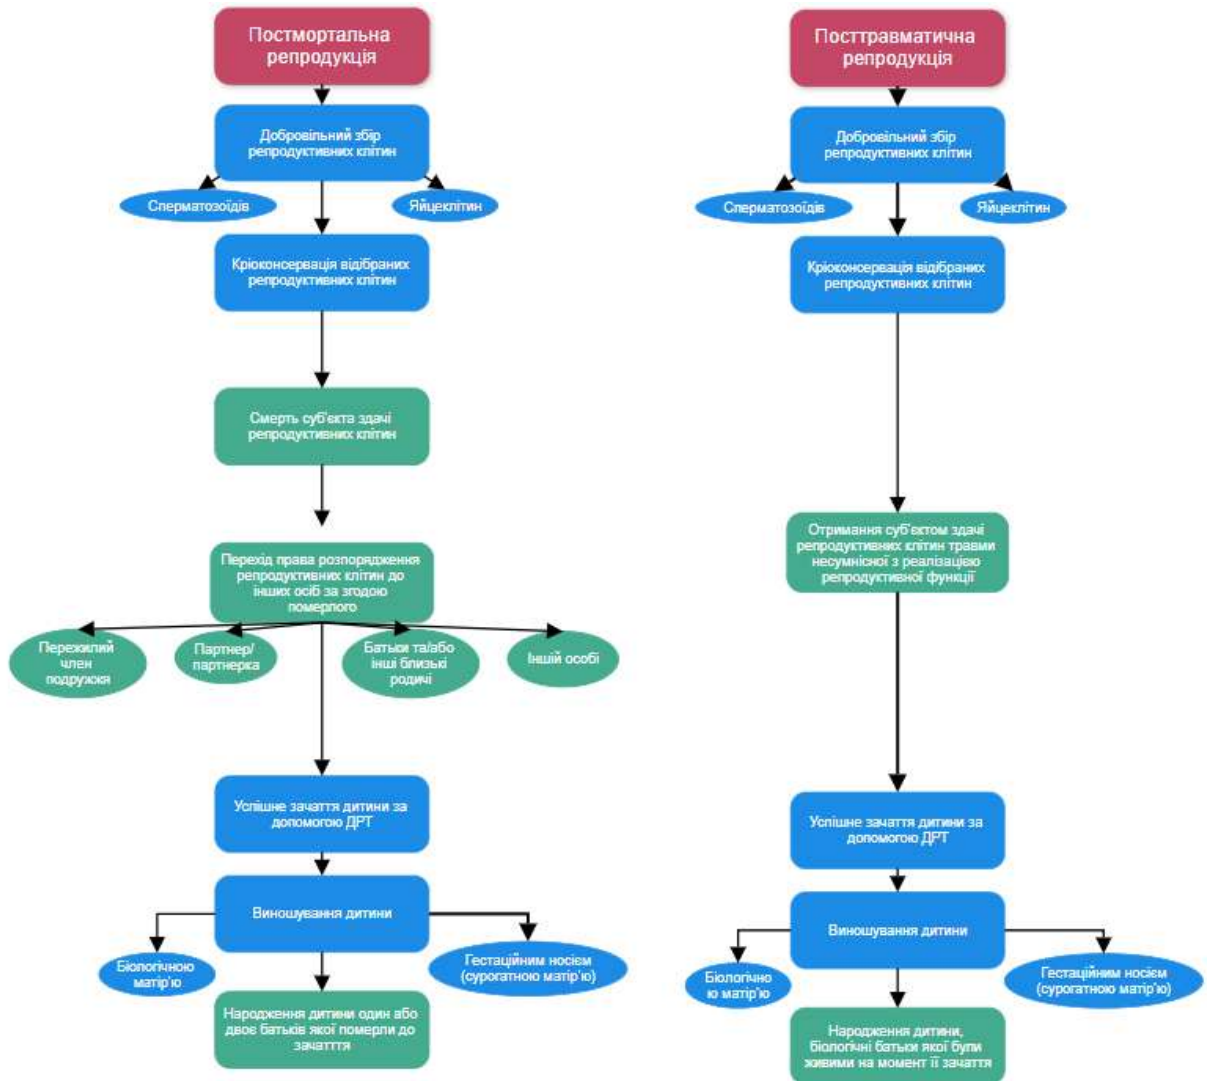 Постмортальна
репродукція
Добровільний збір
репродуктивних клітин
Сперматозоїдів
Яйцеклітин
Кріоконсервація відібраних
репродуктивних клітин
Смерть суб'єкта здачі
репродуктивних клітин
Перехід права розпорядження
репродуктивних клітин до
інших осіб за згодою
померлого
Пережилий
член
подружжя
Партнер/
партнерка
Батьки та/або
інші близькі
родичі
Іншій особі
Успішне зачаття дитини за
допомогою ДРТ
Виношування дитини
Біологічною
матір'ю
Гестаційним носієм
(сурогатною матір'ю)
Народження дитини один або
двоє батьків якої померли до
зачатття
Посттравматична
репродукція
Добровільний збір
репродуктивних клітин
Сперматозоїдів
Яйцеклітин
Кріоконсервація відібраних
репродуктивних клітин
Отримання суб'єктом здачі
репродуктивних клітин травми
несумнісної з реалізацією
репродуктивної функції
Успішне зачаття дитини за
допомогою ДРТ
Виношування дитини
Біологічно
ю матір'ю
Гестаційним носієм
(сурогатною матір'ю)
Народження дитини,
біологічні батьки якої були
живими на момент її зачаття